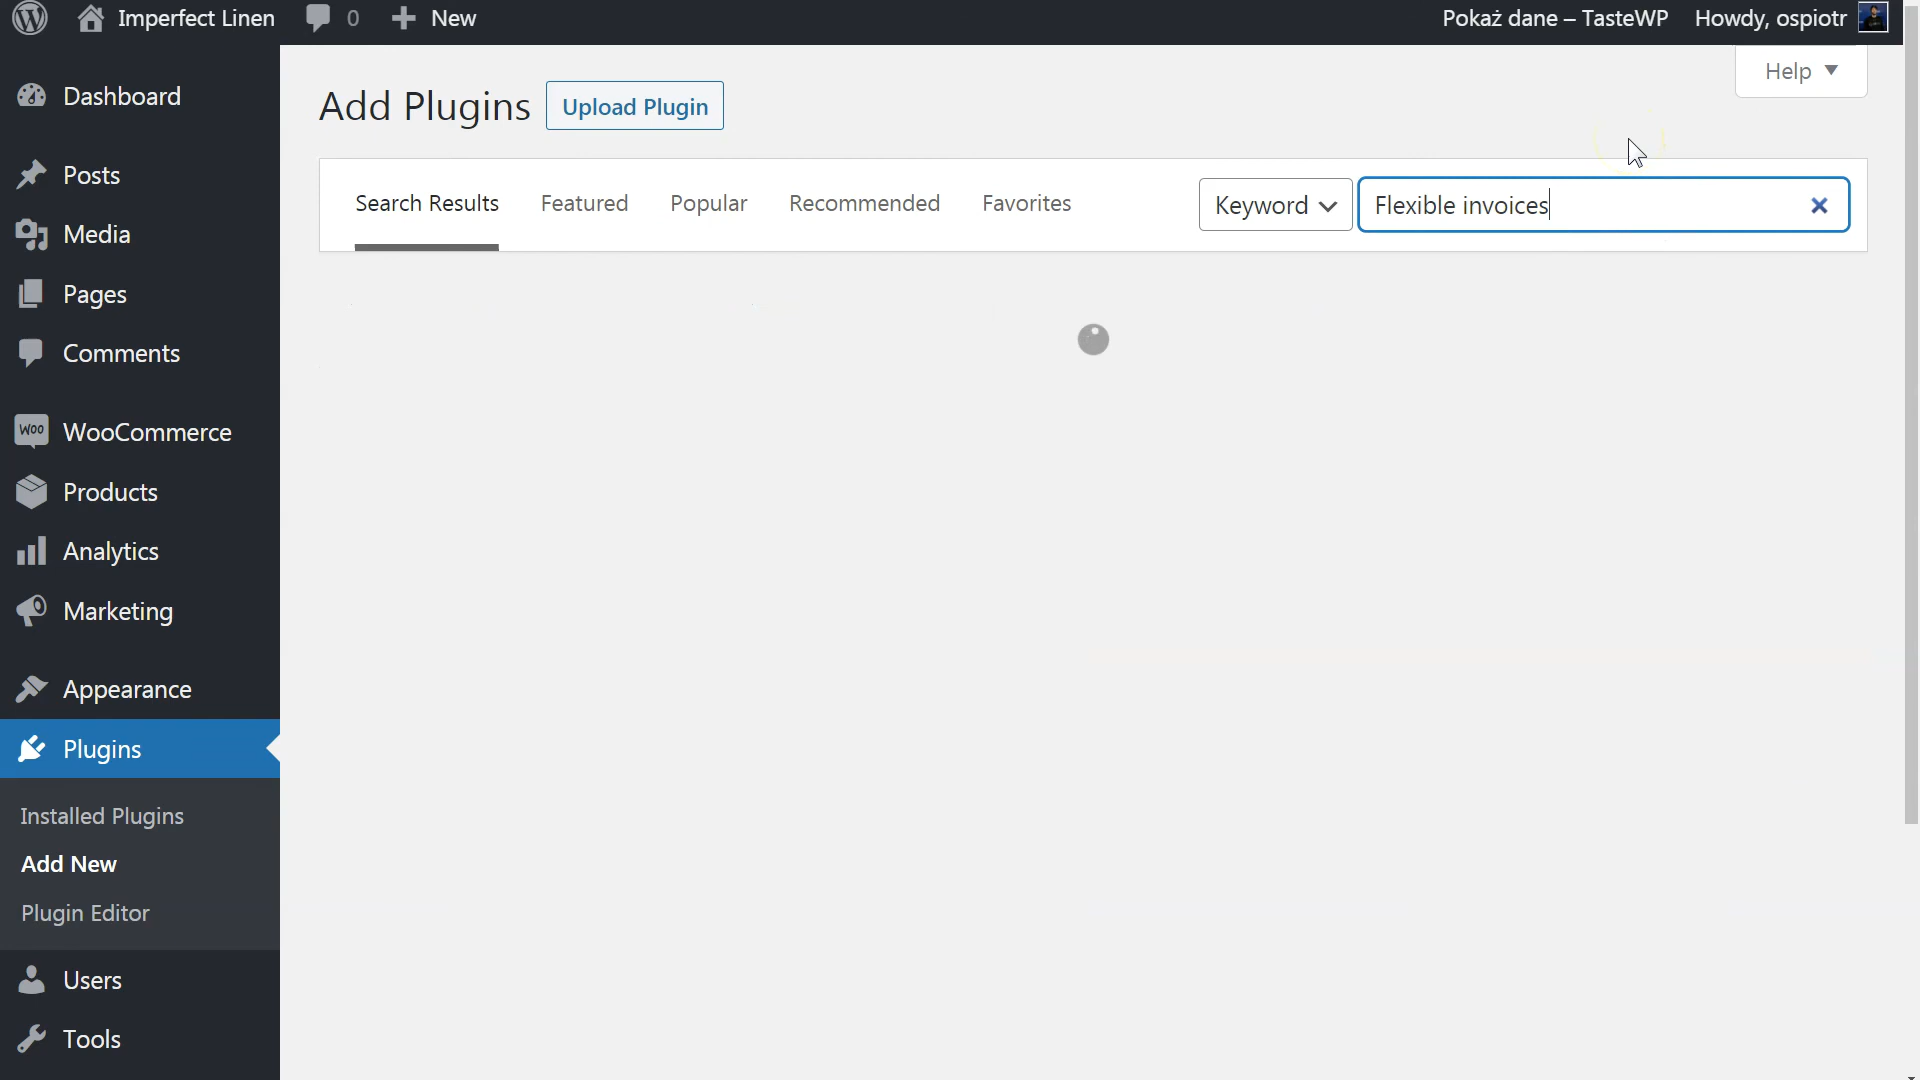 Imperfect Linen 0 New Pokaż dane – TasteWP Howdy, ospiotr
Help
Add Plugins Upload Plugin
Search Results Featured Popular Recommended Favorites Keyword Flexible invoices
Dashboard
Posts
Media
Pages
Comments
Woo WooCommerce
Products
Analytics
Marketing
Appearance
Plugins
Installed Plugins
Add New
Plugin Editor
Users
Tools